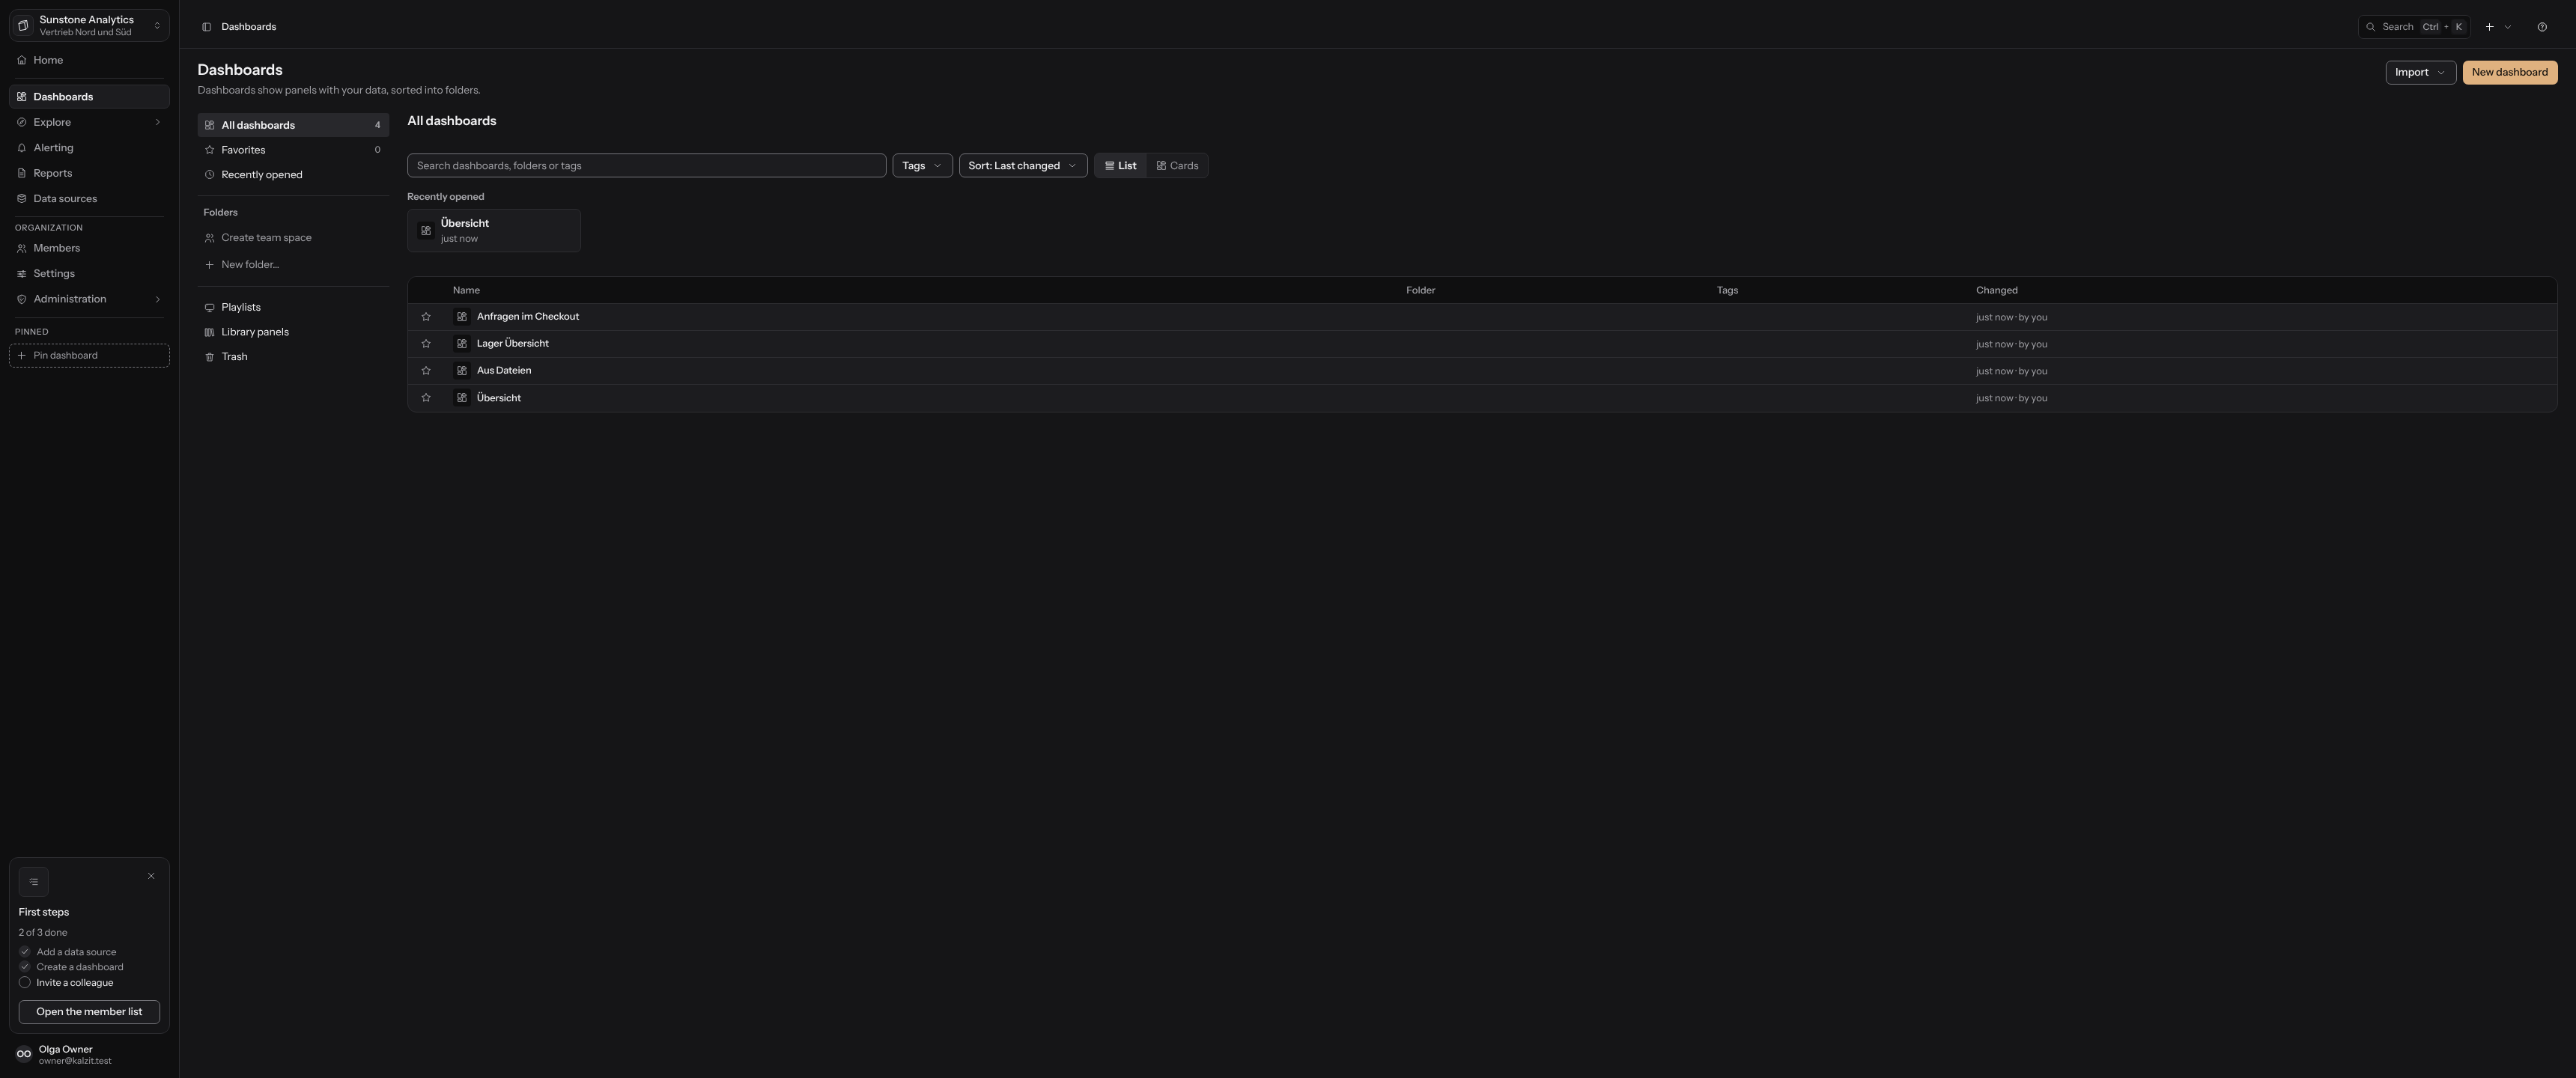 Sunstone Analytics
Vertrieb Nord und Süd
Home
Dashboards
Explore
Alerting
Reports
Data sources
ORGANIZATION
Members
Settings
Administration
PINNED
Pin dashboard
First steps
2 of 3 done
Add a data source
Create a dashboard
Invite a colleague
Open the member list
OO
Olga Owner
owner@kalzit.test
Dashboards
Search Ctrl + K
Dashboards
Dashboards show panels with your data, sorted into folders.
Import
New dashboard
All dashboards 4
Favorites 0
Recently opened
Folders
Create team space
New folder...
Playlists
Library panels
Trash
All dashboards
Search dashboards, folders or tags
Tags
Sort: Last changed
List
Cards
Recently opened
Übersicht
just now
Name Folder Tags Changed
Anfragen im Checkout just now · by you
Lager Übersicht just now · by you
Aus Dateien just now · by you
Übersicht just now · by you